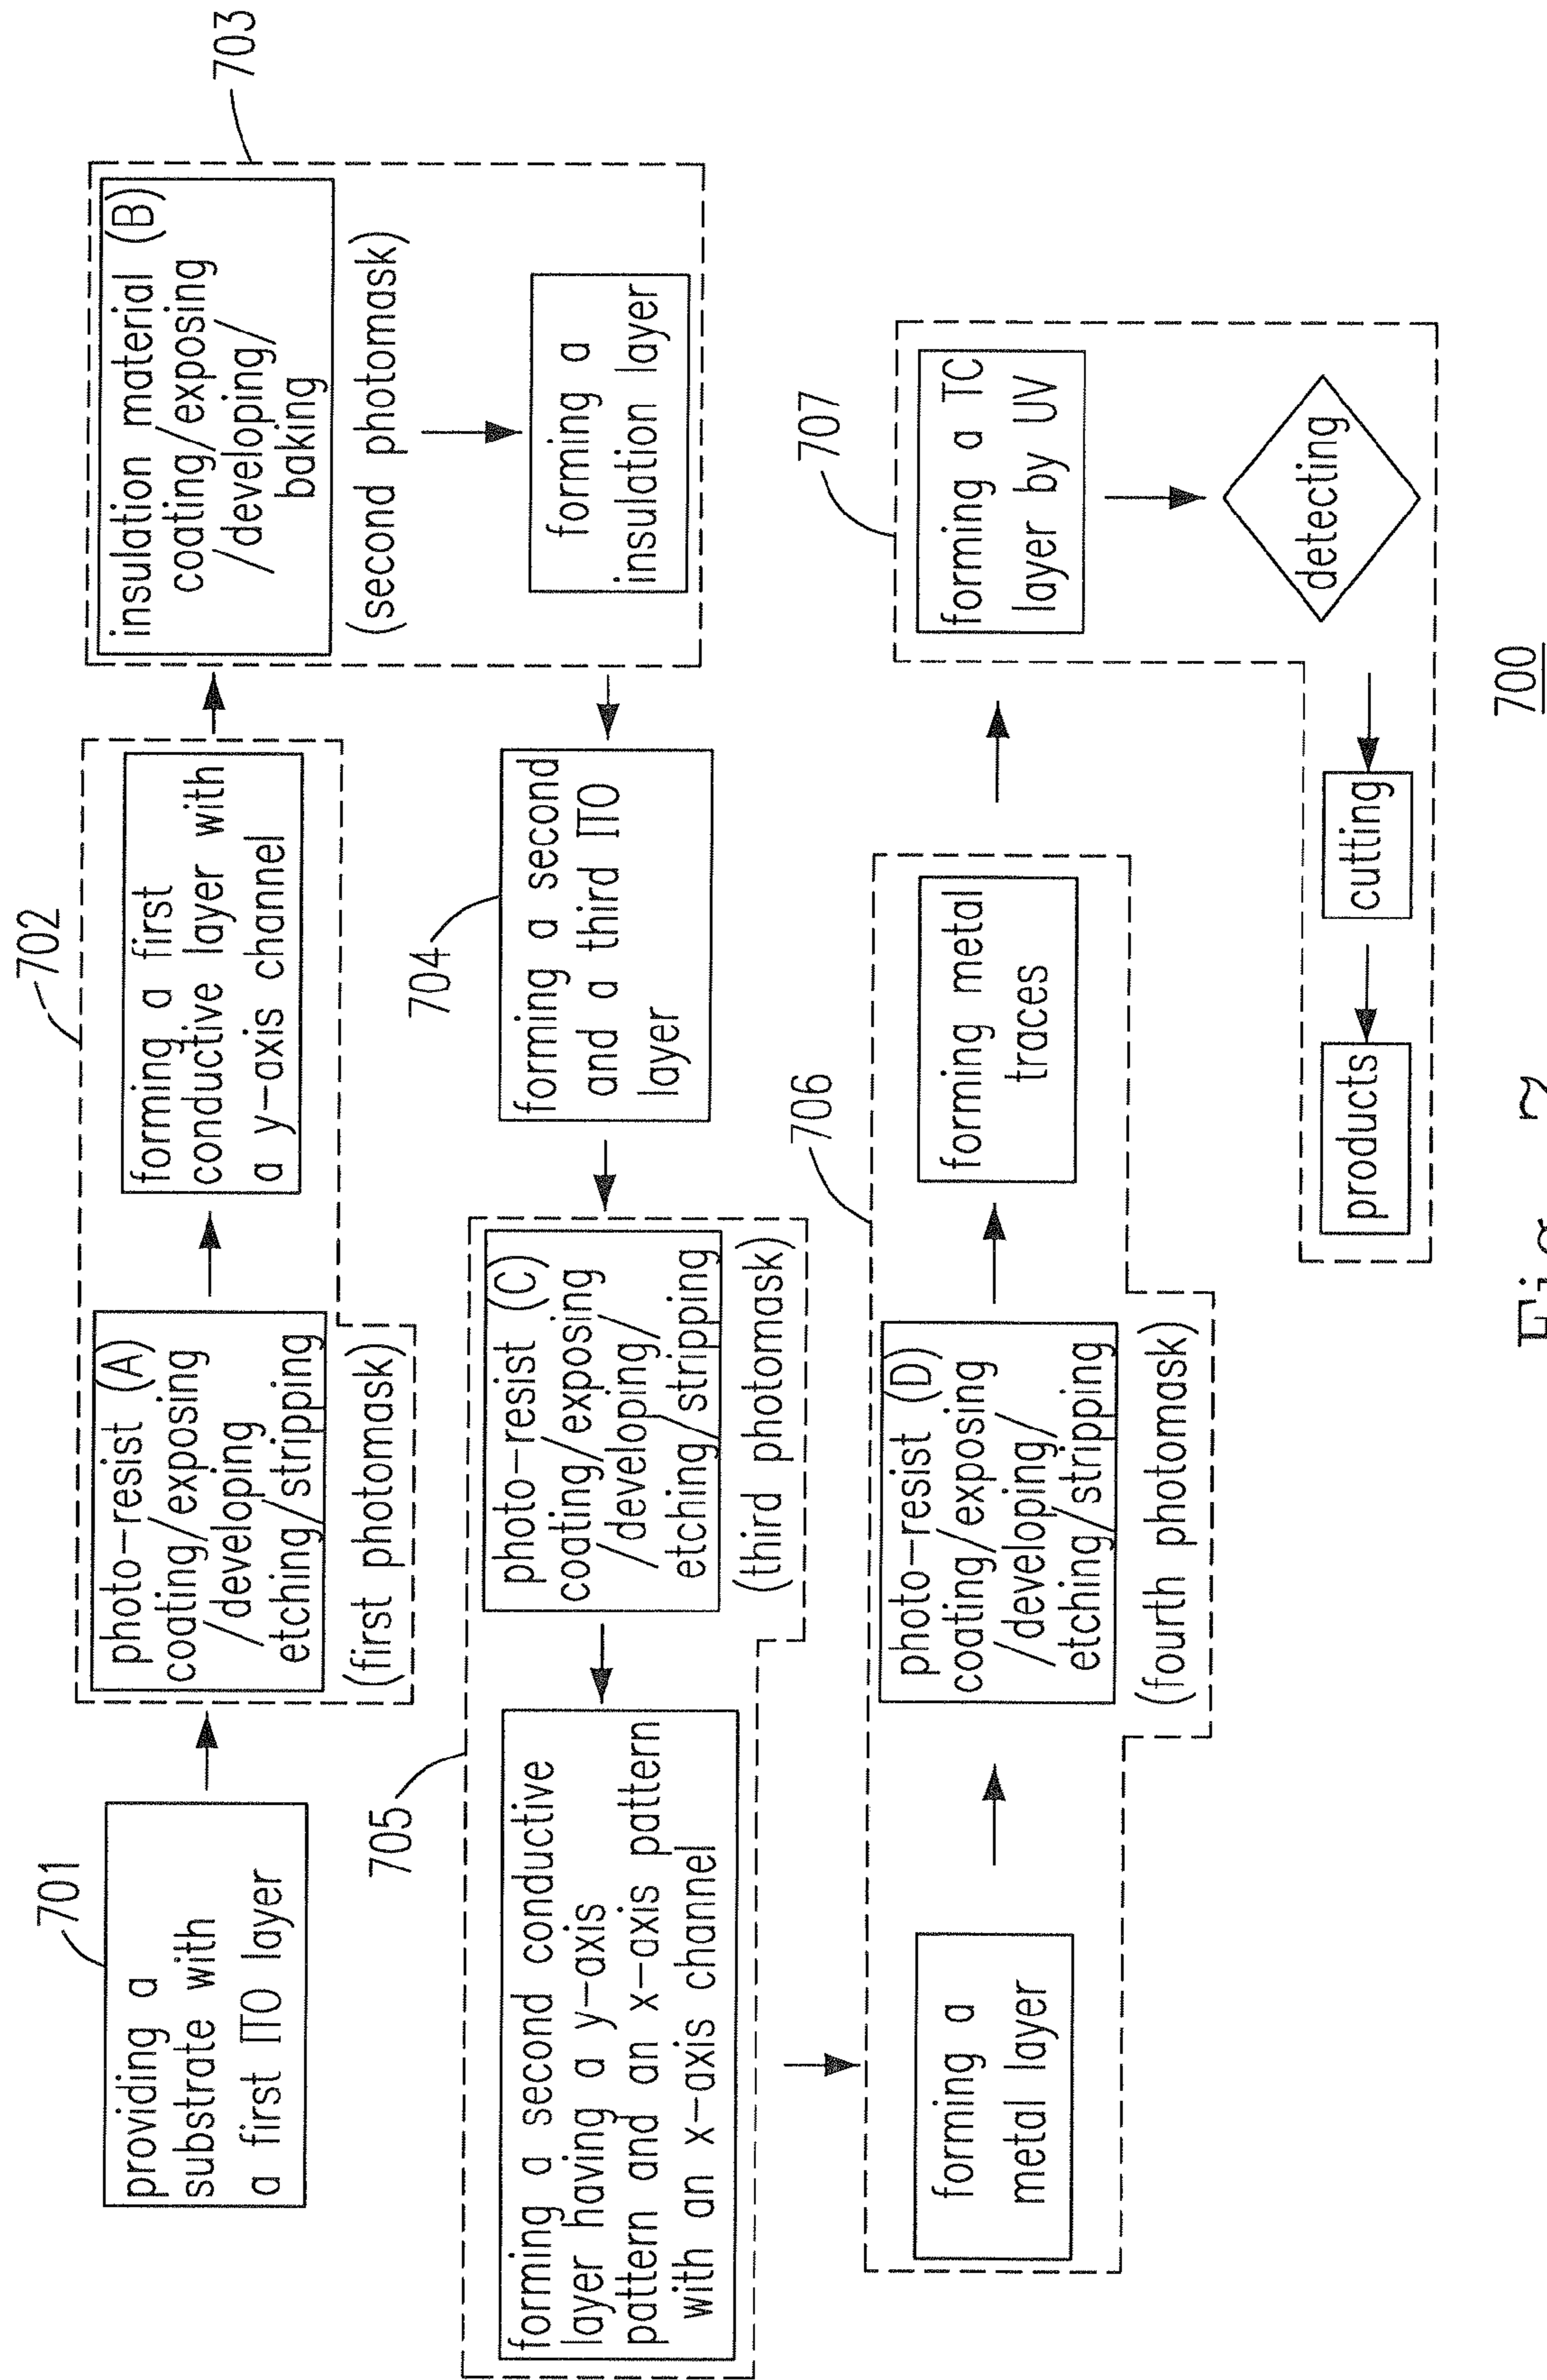 701
providing a
substrate with
a first ITO layer
702
photo-resist (A)
coating/exposing
/developing
etching/stripping
(first photomask)
forming a first
conductive layer with
a y-axis channel
703
insulation material (B)
coating/exposing
/developing/
baking
(second photomask)
forming a
insulation layer
704
forming a second
and a third ITO
layer
705
photo-resist (C)
coating/exposing
/developing/
etching/stripping
(third photomask)
forming a second conductive
layer having a y-axis
pattern and an x-axis pattern
with an x-axis channel
706
forming a
metal layer
photo-resist (D)
coating/exposing
/developing/
etching/stripping
(fourth photomask)
forming metal
traces
707
forming a TC
layer by UV
detecting
cutting
products
700